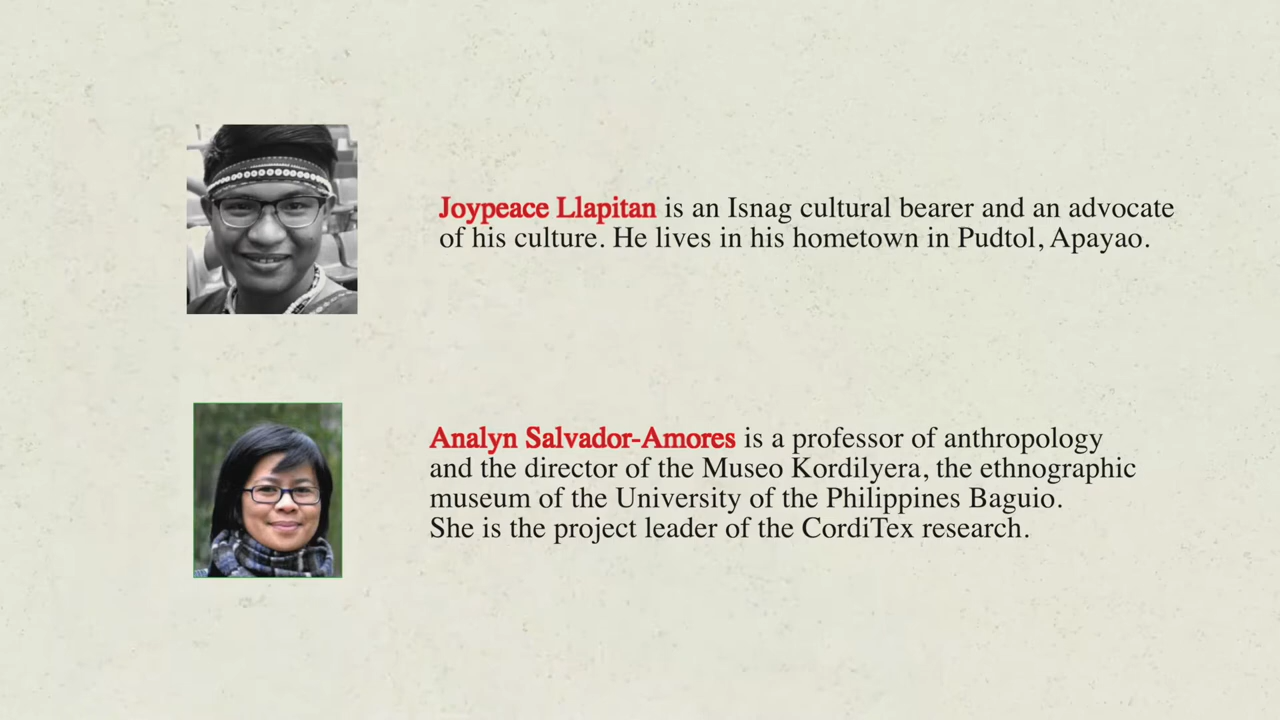 Joypeace Llapitan is an Isnag cultural bearer and an advocate
of his culture. He lives in his hometown in Pudtol, Apayao.
Analyn Salvador-Amores is a professor of anthropology
and the director of the Museo Kordilyera, the ethnographic
museum of the University of the Philippines Baguio.
She is the project leader of the CordiTex research.